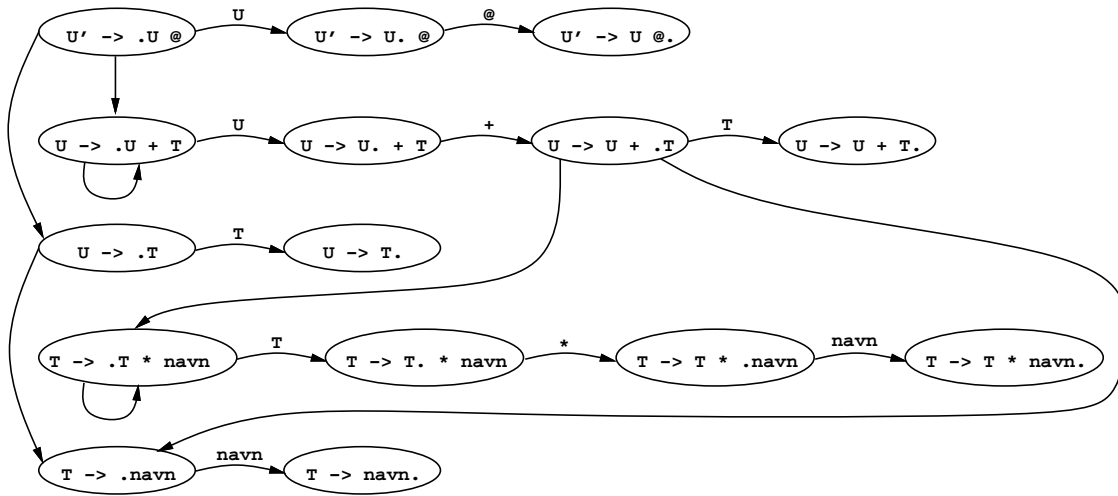 U @
U' -> .U @ U' -> U. @ U' -> U @.
U + T
U -> .U + T U -> U. + T U -> U + .T U -> U + T.
T
U -> .T U -> T.
T * navn
T -> .T * navn T -> T. * navn T -> T * .navn T -> T * navn.
navn
T -> .navn T -> navn.